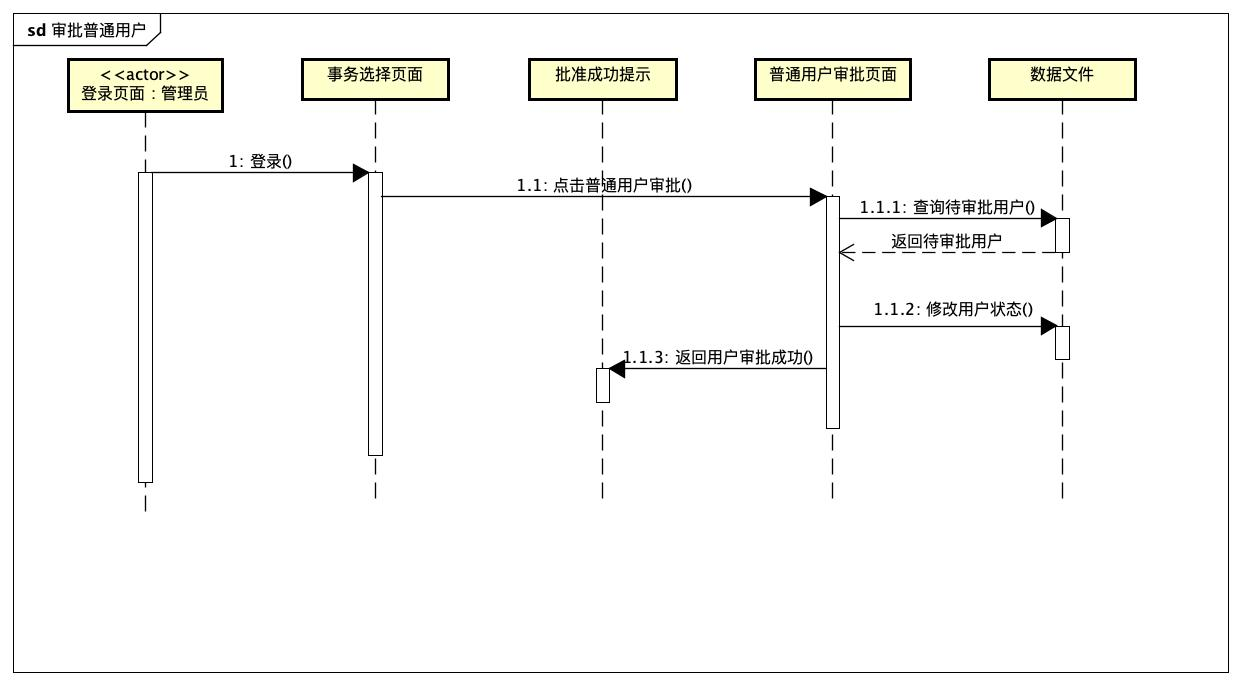 sd 审批普通用户
<<actor>>
登录页面：管理员
事务选择页面
批准成功提示
普通用户审批页面
数据文件
1: 登录()
1.1: 点击普通用户审批()
1.1.1: 查询待审批用户()
返回待审批用户
1.1.2: 修改用户状态()
1.1.3: 返回用户审批成功()